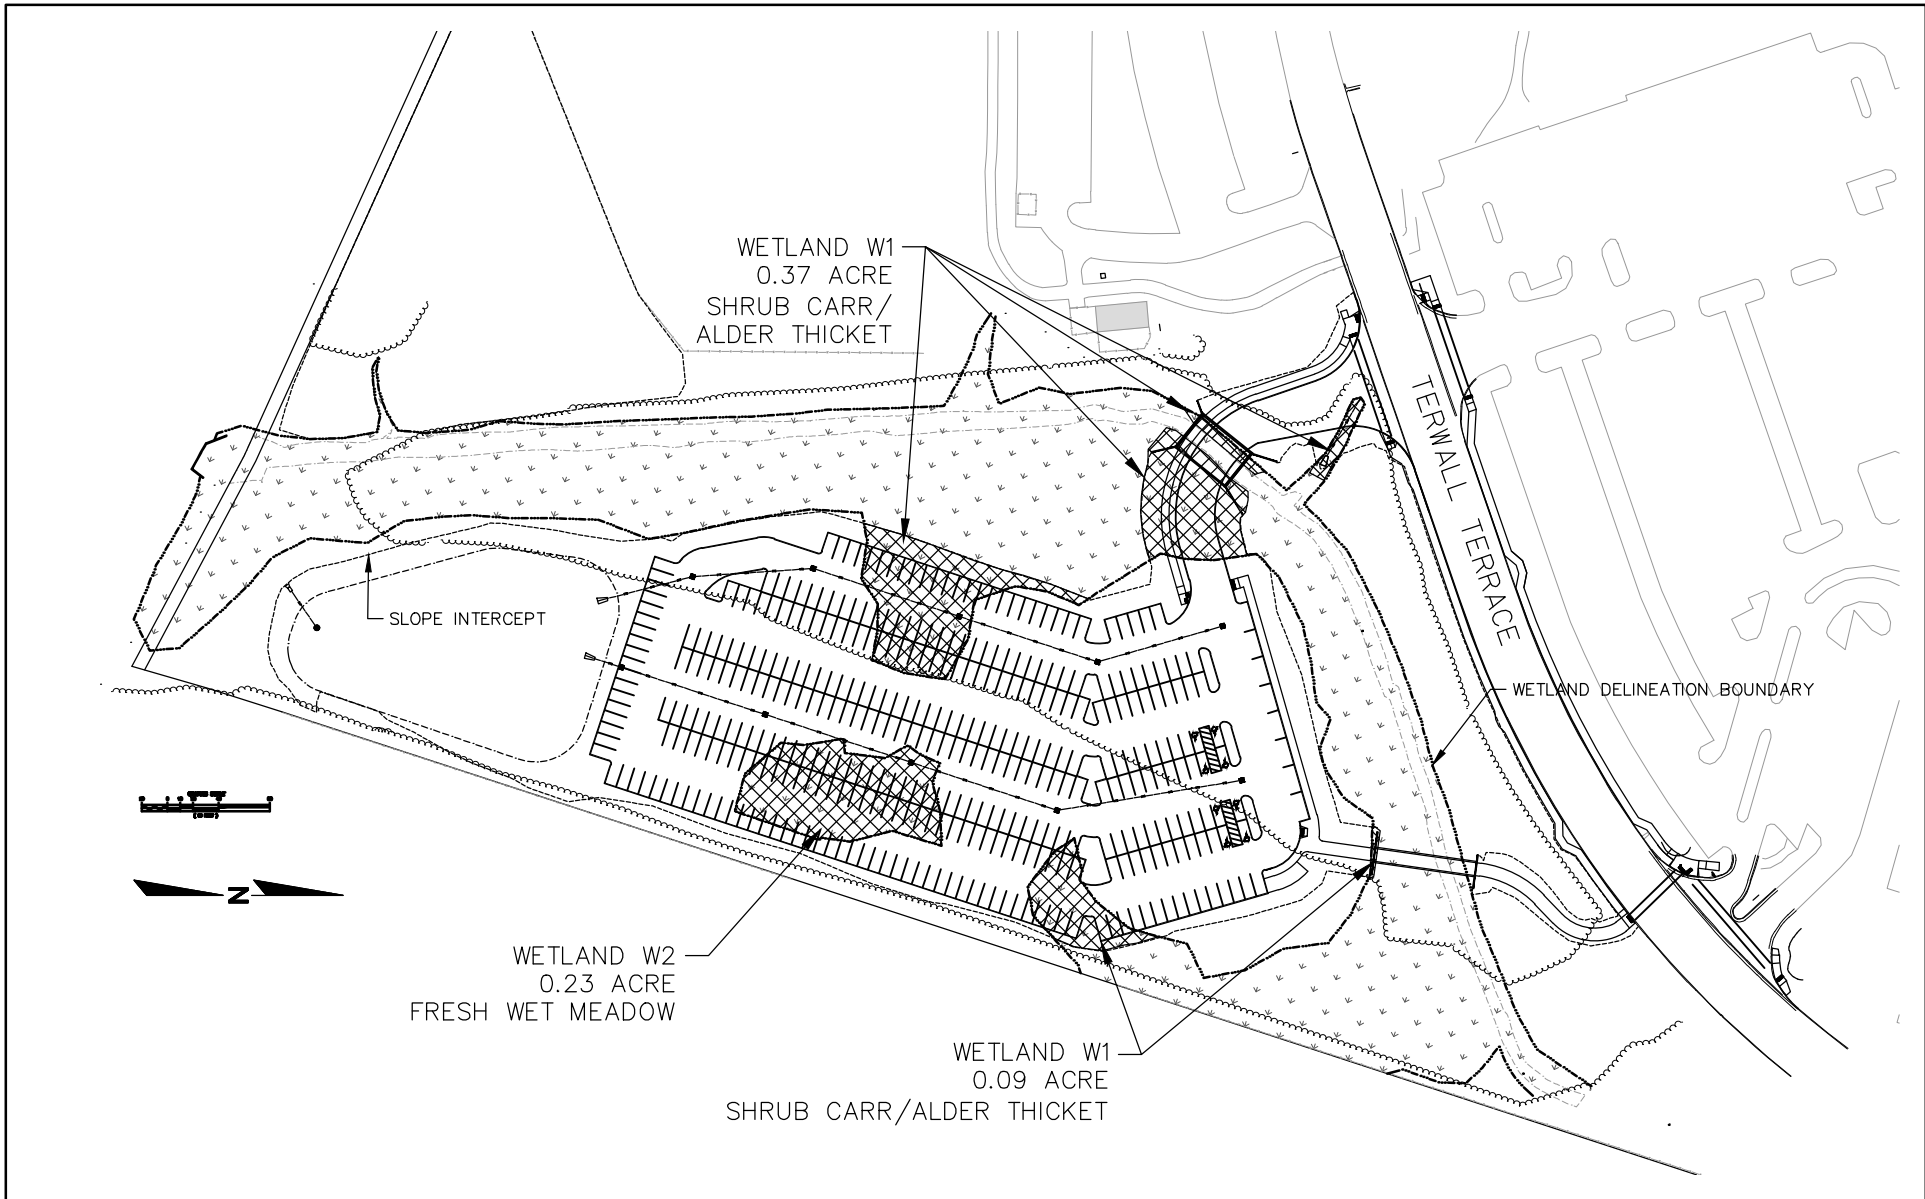 WETLAND W1
0.37 ACRE
SHRUB CARR/
ALDER THICKET
TERWALL TERRACE
SLOPE INTERCEPT
WETLAND DELINEATION BOUNDARY
N
WETLAND W2
0.23 ACRE
FRESH WET MEADOW
WETLAND W1
0.09 ACRE
SHRUB CARR/ALDER THICKET